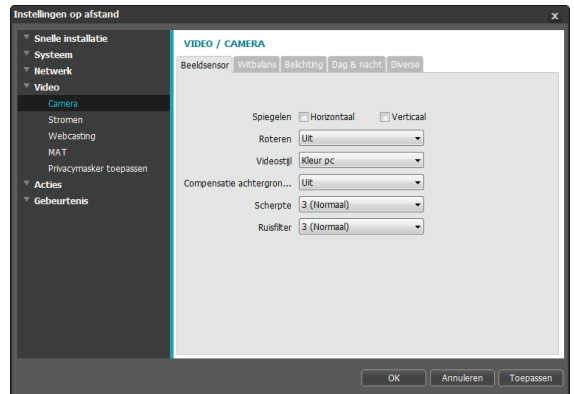 Instellingen op afstand
x
Snelle installatie
Systeem
Netwerk
Video
Camera
Stromen
Webcasting
MAT
Privacymasker toepassen
Acties
Gebeurtenis
VIDEO / CAMERA
Beeldsensor Witbalans Belichting Dag & nacht Diverse
Spiegelen Horizontaal Verticaal
Roteren Uit
Videostijl Kleur pc
Compensatie achtergron... Uit
Scherpte 3 (Normaal)
Ruisfilter 3 (Normaal)
OK Annuleren Toepassen